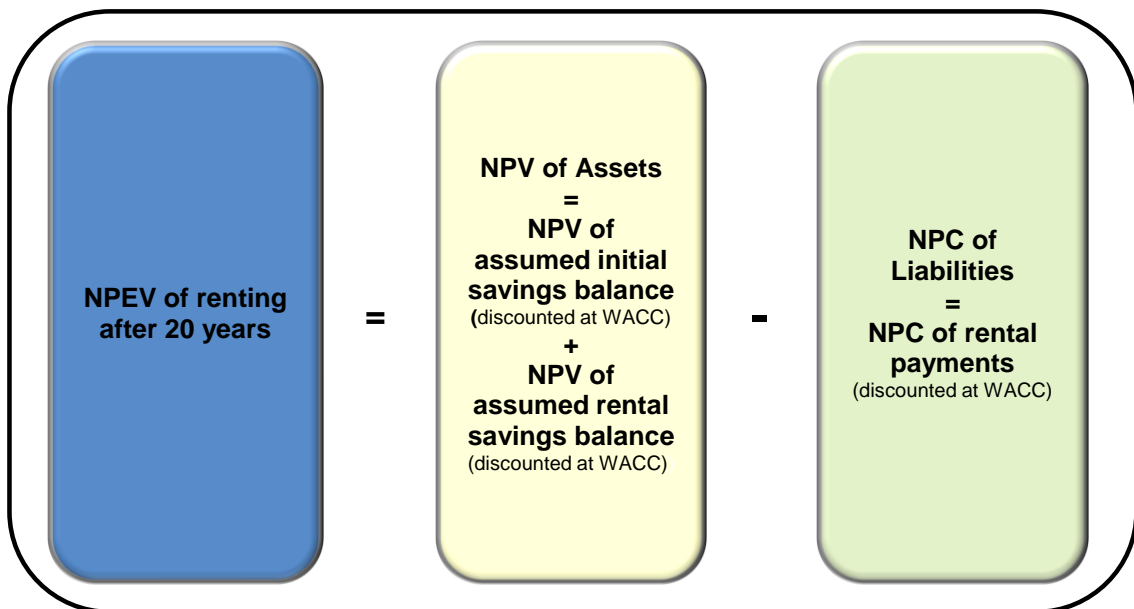 NPEV of renting
after 20 years
=
NPV of Assets
=
NPV of
assumed initial
savings balance
(discounted at WACC)
+
NPV of
assumed rental
savings balance
(discounted at WACC)
-
NPC of
Liabilities
=
NPC of rental
payments
(discounted at WACC)